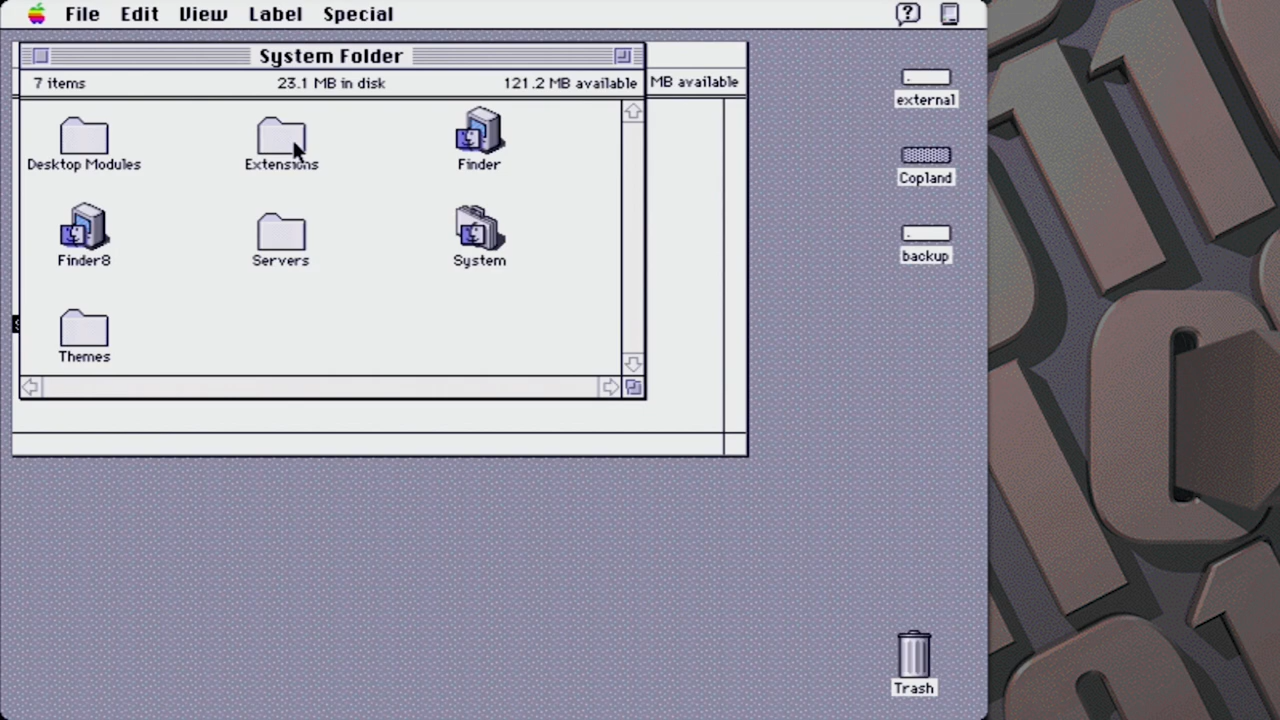 File Edit View Label Special
System Folder
7 items 23.1 MB in disk 121.2 MB available MB available
Desktop Modules Extensions Finder
Finder8 Servers System
Themes
external
Copland
backup
Trash